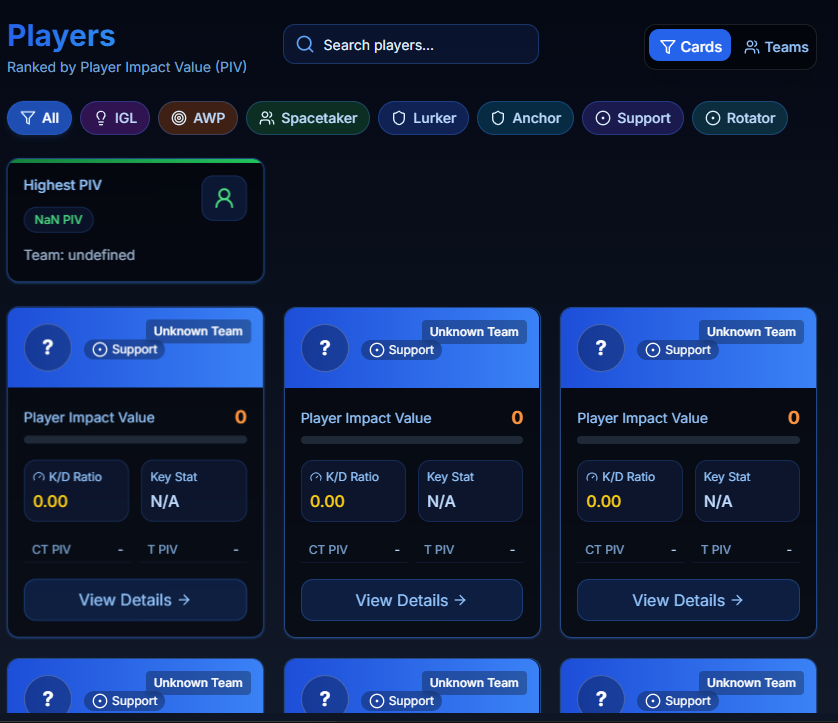 Players
Ranked by Player Impact Value (PIV)
Search players...
Cards
Teams
All
IGL
AWP
Spacetaker
Lurker
Anchor
Support
Rotator
Highest PIV
NaN PIV
Team: undefined
?
Unknown Team
Support
Player Impact Value 0
K/D Ratio
0.00
Key Stat
N/A
CT PIV -
T PIV -
View Details →
?
Unknown Team
Support
Player Impact Value 0
K/D Ratio
0.00
Key Stat
N/A
CT PIV -
T PIV -
View Details →
?
Unknown Team
Support
Player Impact Value 0
K/D Ratio
0.00
Key Stat
N/A
CT PIV -
T PIV -
View Details →
?
Unknown Team
Support
?
Unknown Team
Support
?
Unknown Team
Support